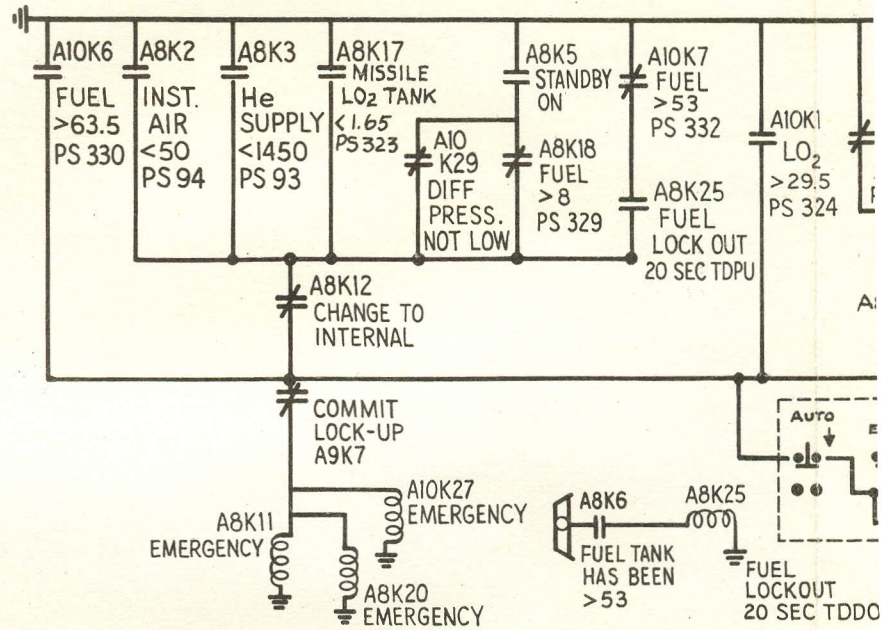 A10K6
FUEL
>63.5
PS 330
A8K2
INST.
AIR
<50
PS 94
A8K3
He
SUPPLY
<1450
PS 93
A8K17
MISSILE
LO2 TANK
<1.65
PS 323
A10
K29
DIFF
PRESS.
NOT LOW
A8K5
STANDBY
ON
A8K18
FUEL
>8
PS 329
A10K7
FUEL
>53
PS 332
A8K25
FUEL
LOCK OUT
20 SEC TDPU
A10K1
LO2
>29.5
PS 324
A8K12
CHANGE TO
INTERNAL
COMMIT
LOCK-UP
A9K7
AUTO
A10K27
EMERGENCY
A8K11
EMERGENCY
A8K20
EMERGENCY
A8K6
FUEL TANK
HAS BEEN
>53
A8K25
FUEL
LOCKOUT
20 SEC TDDO